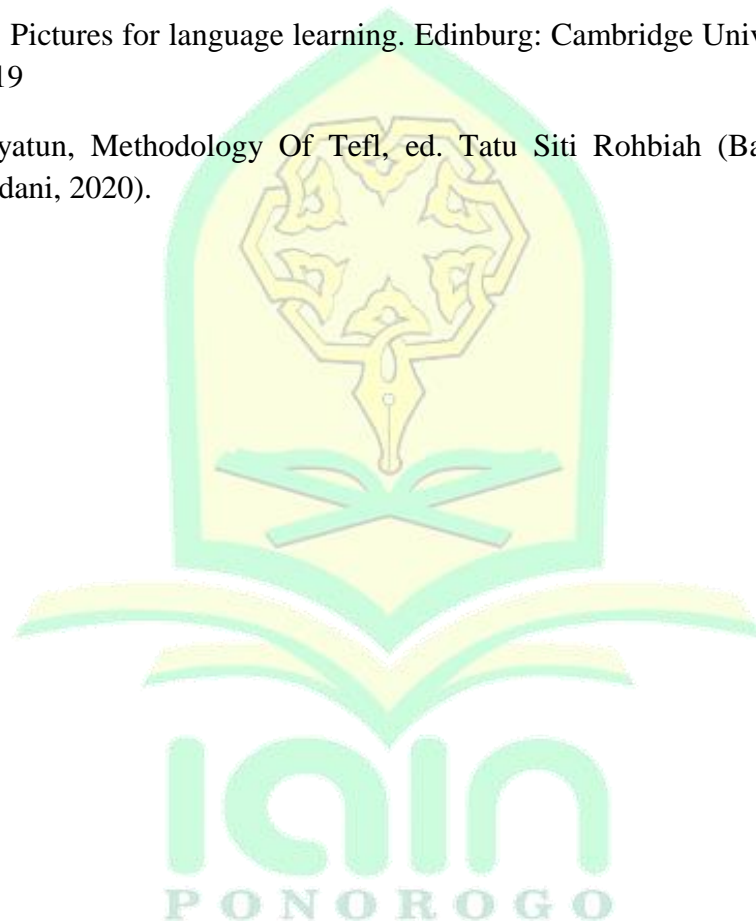 Pictures for language learning. Edinburg: Cambridge Univ
19
yatun, Methodology Of Tefl, ed. Tatu Siti Rohbiah (Ba
dani, 2020).
iain
PONOROGO